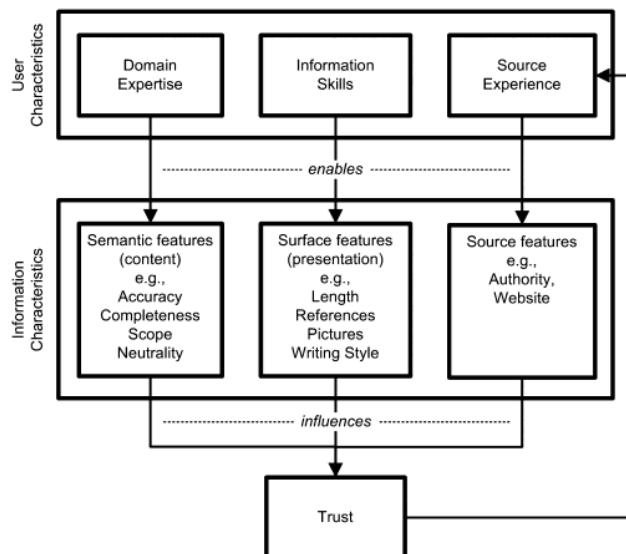 User
Characteristics
Domain
Expertise
Information
Skills
Source
Experience
enables
Information
Characteristics
Semantic features
(content)
e.g.,
Accuracy
Completeness
Scope
Neutrality
Surface features
(presentation)
e.g.,
Length
References
Pictures
Writing Style
Source features
e.g.,
Authority,
Website
influences
Trust